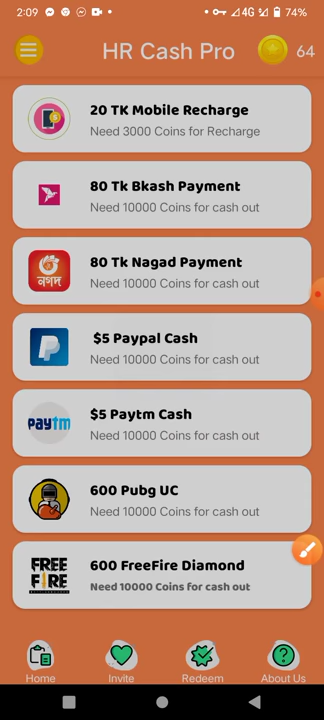 2:09
4G
74%
HR Cash Pro
64
20 TK Mobile Recharge
Need 3000 Coins for Recharge
80 Tk Bkash Payment
Need 10000 Coins for cash out
নগদ
80 Tk Nagad Payment
Need 10000 Coins for cash out
$5 Paypal Cash
Need 10000 Coins for cash out
paytm
$5 Paytm Cash
Need 10000 Coins for cash out
600 Pubg UC
Need 10000 Coins for cash out
FREE
FIRE
600 FreeFire Diamond
Need 10000 Coins for cash out
Home
Invite
Redeem
About Us